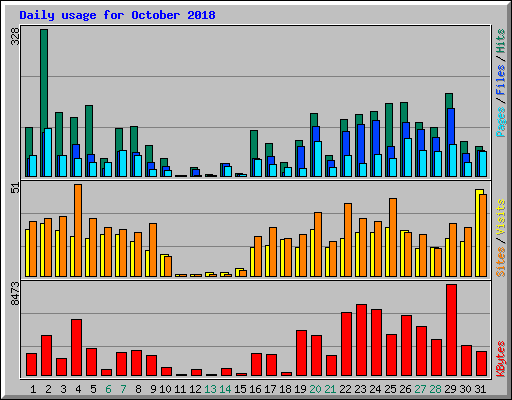 Daily usage for October 2018
328
51
8473
Pages / Files / Hits
Sites / Visits
KBytes
1 2 3 4 5 6 7 8 9 10 11 12 13 14 15 16 17 18 19 20 21 22 23 24 25 26 27 28 29 30 31